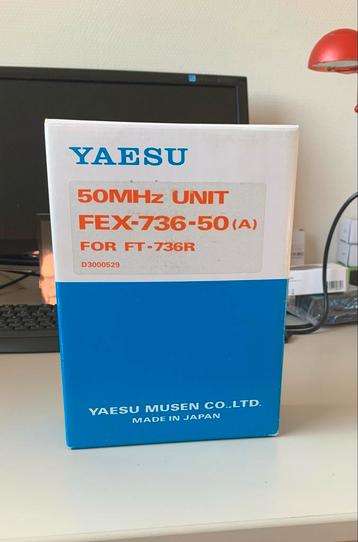 YAESU
50MHz UNIT
FEX-736-50 (A)
FOR FT-736R
D3000529
YAESU MUSEN CO.,LTD.
MADE IN JAPAN